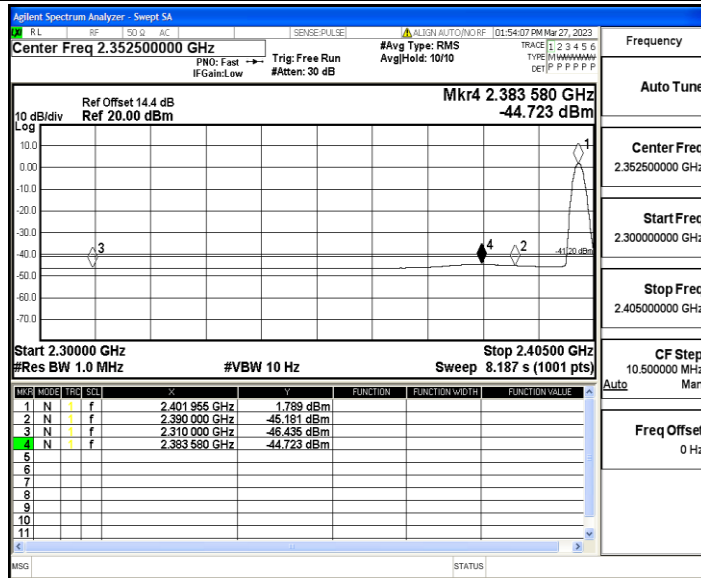 Agilent Spectrum Analyzer - Swept SA
RL RF 50 Ω AC SENSE:PULSE ALIGN AUTO/NO RF 01:54:07 PM Mar 27, 2023
Center Freq 2.352500000 GHz
PNO: Fast
IFGain:Low
Trig: Free Run
#Atten: 30 dB
#Avg Type: RMS
Avg|Hold: 10/10
TRACE 1 2 3 4 5 6
TYPE M W W W W W
DET P P P P P P
Ref Offset 14.4 dB
10 dB/div Ref 20.00 dBm
Log
Mkr4 2.383 580 GHz
-44.723 dBm
10.0
0.00
-10.0
-20.0
-30.0
-40.0
-50.0
-60.0
-70.0
1
2
3
4
-41.20 dBm
Start 2.30000 GHz Stop 2.40500 GHz
#Res BW 1.0 MHz #VBW 10 Hz Sweep 8.187 s (1001 pts)
MKR MODE TRC SCL X Y FUNCTION FUNCTION WIDTH FUNCTION VALUE
1 N 1 f 2.401 955 GHz 1.789 dBm
2 N 1 f 2.390 000 GHz -45.181 dBm
3 N 1 f 2.310 000 GHz -46.435 dBm
4 N 1 f 2.383 580 GHz -44.723 dBm
5
6
7
8
9
10
11
MSG STATUS
Frequency
Auto Tune
Center Freq
2.352500000 GHz
Start Freq
2.300000000 GHz
Stop Freq
2.405000000 GHz
CF Step
10.500000 MHz
Auto Man
Freq Offset
0 Hz